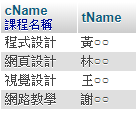 cName tName
課程名稱
程式設計 黃○○
網頁設計 林○○
視覺設計 王○○
網路教學 謝○○